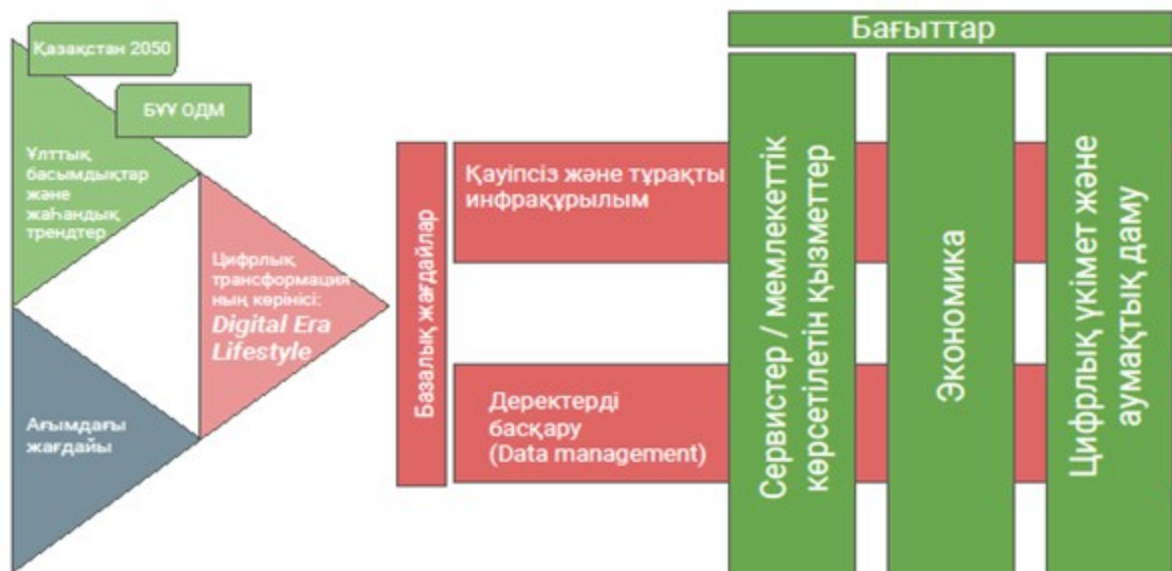 Қазақстан 2050
БҰҰ ОДМ
Ұлттық
басымдықтар
және
жаһандық
трендтер
Цифрлық
трансформация
ның көрінісі:
Digital Era
Lifestyle
Ағымдағы
жағдайы
Базалық жағдайлар
Қауіпсіз және тұрақты
инфрақұрылым
Деректерді
басқару
(Data management)
Бағыттар
Сервистер / мемлекеттік
көрсетілетін қызметтер
Экономика
Цифрлық үкімет және
аумақтық даму